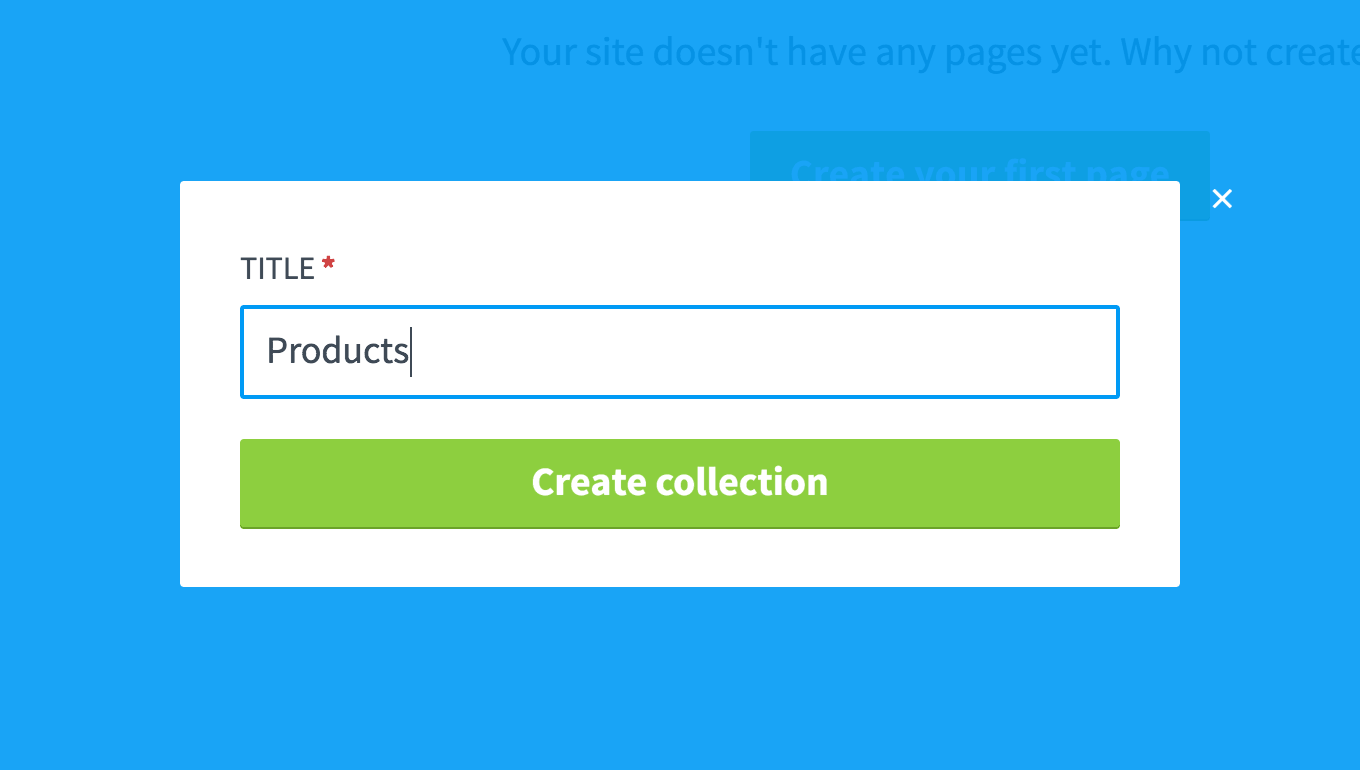 Your site doesn't have any pages yet. Why not create
Create your first page
×
TITLE *
Products
Create collection